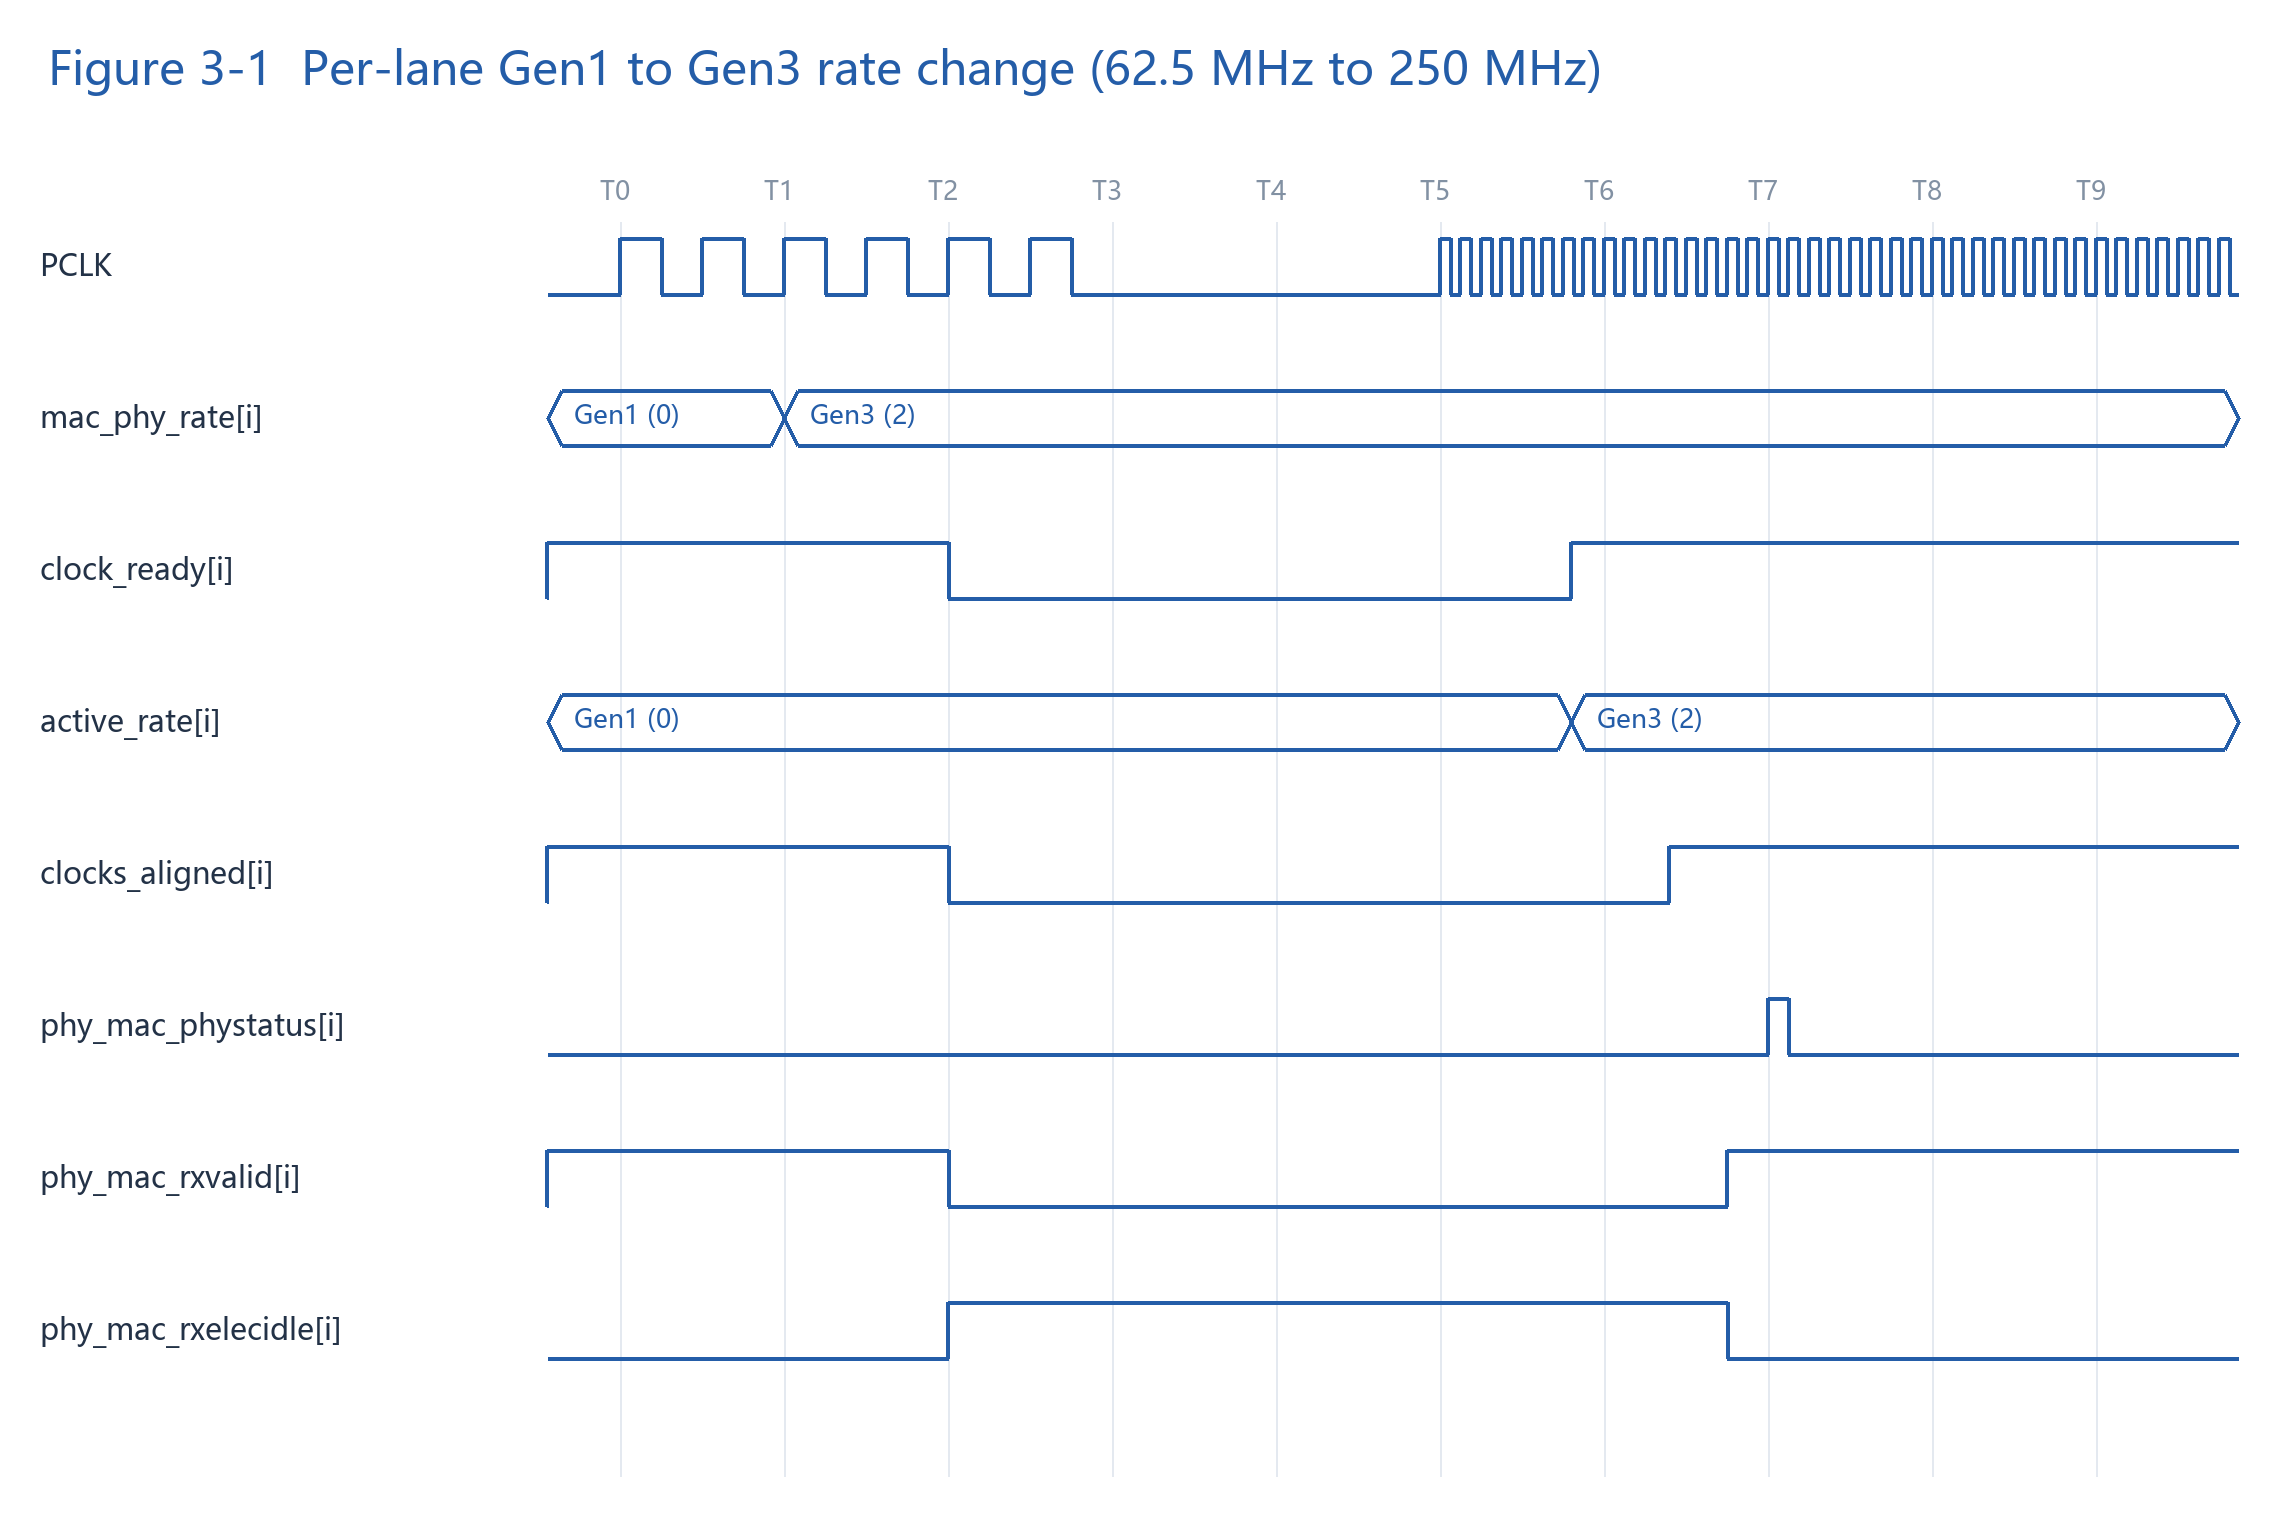 Figure 3-1  Per-lane Gen1 to Gen3 rate change (62.5 MHz to 250 MHz)
T0 T1 T2 T3 T4 T5 T6 T7 T8 T9
PCLK
mac_phy_rate[i] Gen1 (0) Gen3 (2)
clock_ready[i]
active_rate[i] Gen1 (0) Gen3 (2)
clocks_aligned[i]
phy_mac_phystatus[i]
phy_mac_rxvalid[i]
phy_mac_rxelecidle[i]